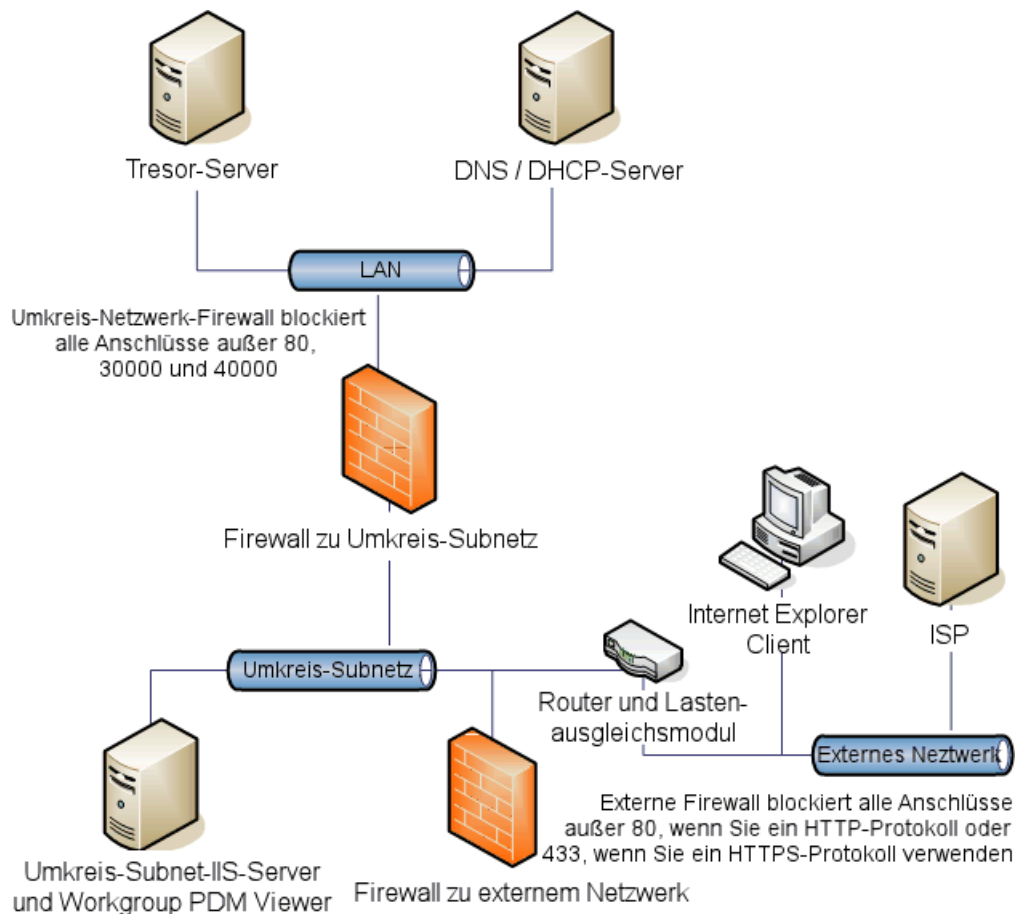 Tresor-Server
DNS / DHCP-Server
LAN
Umkreis-Netzwerk-Firewall blockiert
alle Anschlüsse außer 80,
30000 und 40000
Firewall zu Umkreis-Subnetz
Internet Explorer
Client
ISP
Umkreis-Subnetz
Router und Lasten-
ausgleichsmodul
Externes Neztwerk
Externe Firewall blockiert alle Anschlüsse
außer 80, wenn Sie ein HTTP-Protokoll oder
433, wenn Sie ein HTTPS-Protokoll verwenden
Umkreis-Subnet-IIS-Server
und Workgroup PDM Viewer
Firewall zu externem Netzwerk